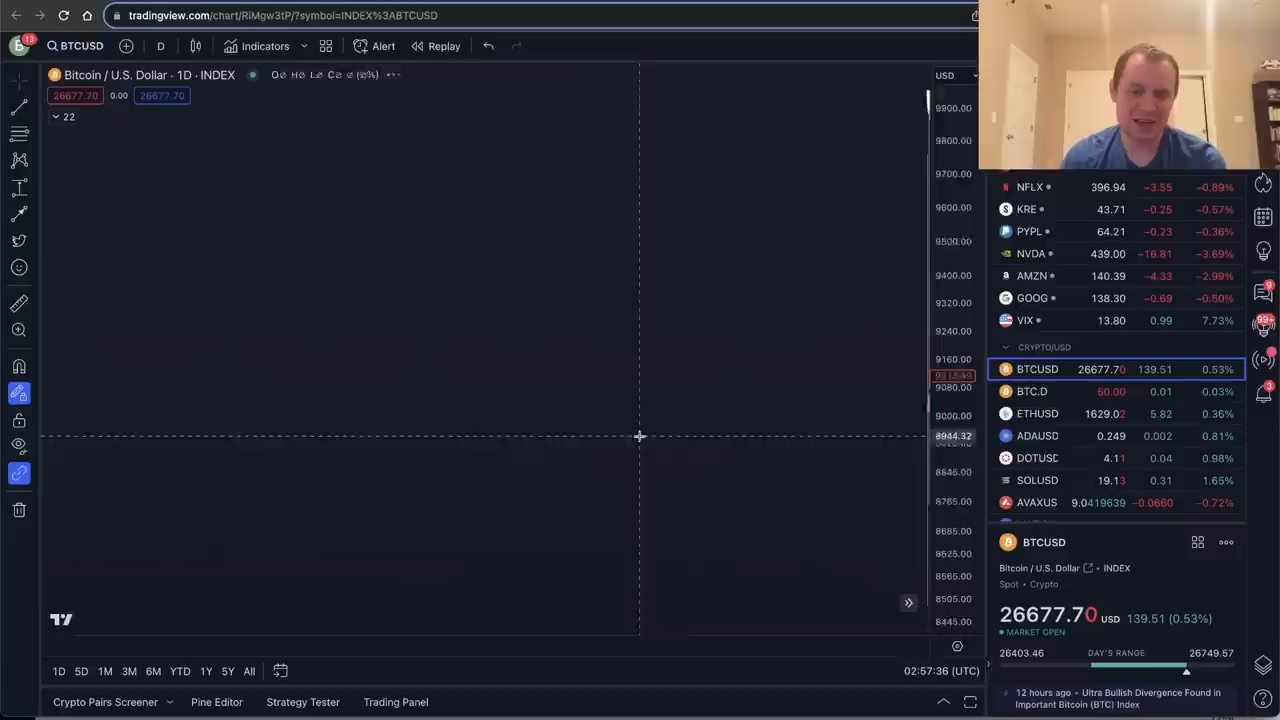 tradingview.com/chart/RiMgw3tP/?symbol=INDEX%3ABTCUSD
B 13 BTCUSD D Indicators Alert Replay
Bitcoin / U.S. Dollar · 1D · INDEX O∅ H∅ L∅ C∅ ∅ (∅%)
26677.70 0.00 26677.70
22
USD
9900.00
9800.00
9700.00
9600.00
9500.00
9400.00
9320.00
9240.00
9160.00
9080.00
9000.00
8944.32
8845.00
8765.00
8685.00
8625.00
8565.00
8505.00
8445.00
1D 5D 1M 3M 6M YTD 1Y 5Y All
02:57:36 (UTC)
Crypto Pairs Screener Pine Editor Strategy Tester Trading Panel
NFLX 396.94 −3.55 −0.89%
KRE 43.71 −0.25 −0.57%
PYPL 64.21 −0.23 −0.36%
NVDA 439.00 −16.81 −3.69%
AMZN 140.39 −4.33 −2.99%
GOOG 138.30 −0.69 −0.50%
VIX 13.80 0.99 7.73%
CRYPTO/USD
BTCUSD 26677.70 139.51 0.53%
BTC.D 50.00 0.01 0.03%
ETHUSD 1629.02 5.82 0.36%
ADAUSD 0.249 0.002 0.81%
DOTUSD 4.11 0.04 0.98%
SOLUSD 19.13 0.31 1.65%
AVAXUS 9.0419639 −0.0660 −0.72%
BTCUSD
Bitcoin / U.S. Dollar • INDEX
Spot • Crypto
26677.70 USD 139.51 (0.53%)
MARKET OPEN
26403.46 DAY'S RANGE 26749.57
12 hours ago • Ultra Bullish Divergence Found in
Important Bitcoin (BTC) Index
9
99+
3